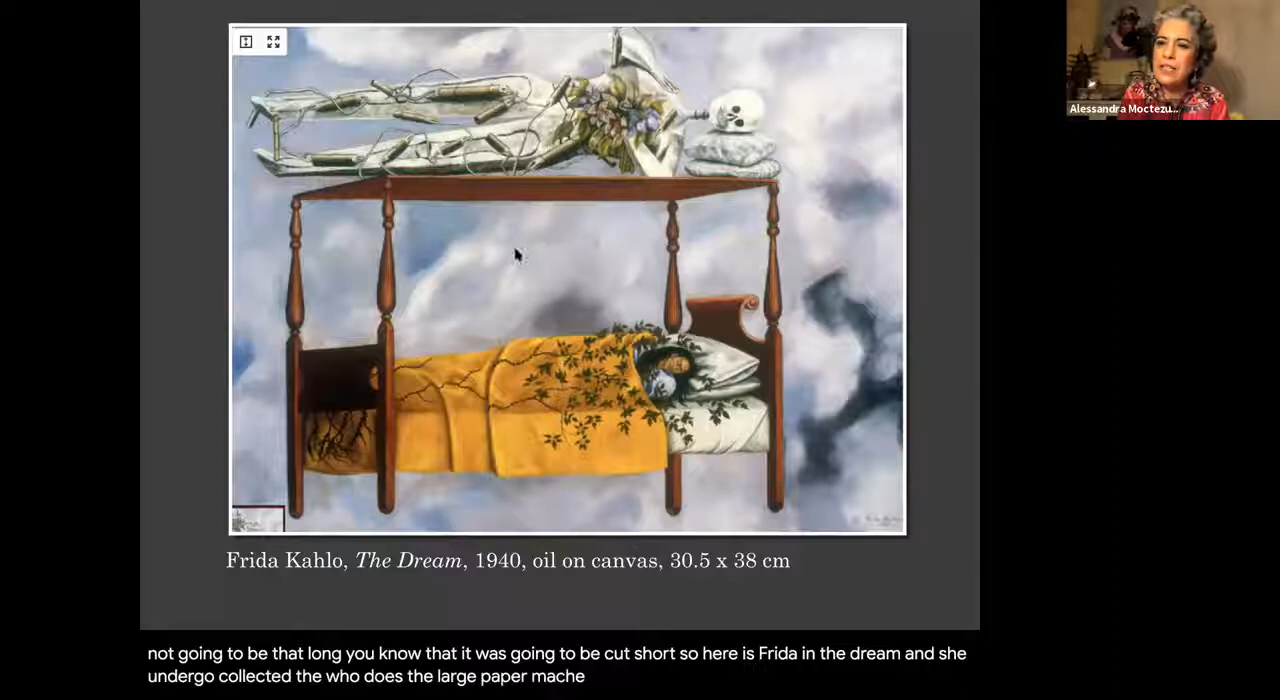 Alessandra Moctezu...
Frida Kahlo, The Dream, 1940, oil on canvas, 30.5 x 38 cm
not going to be that long you know that it was going to be cut short so here is Frida in the dream and she
undergo collected the who does the large paper mache